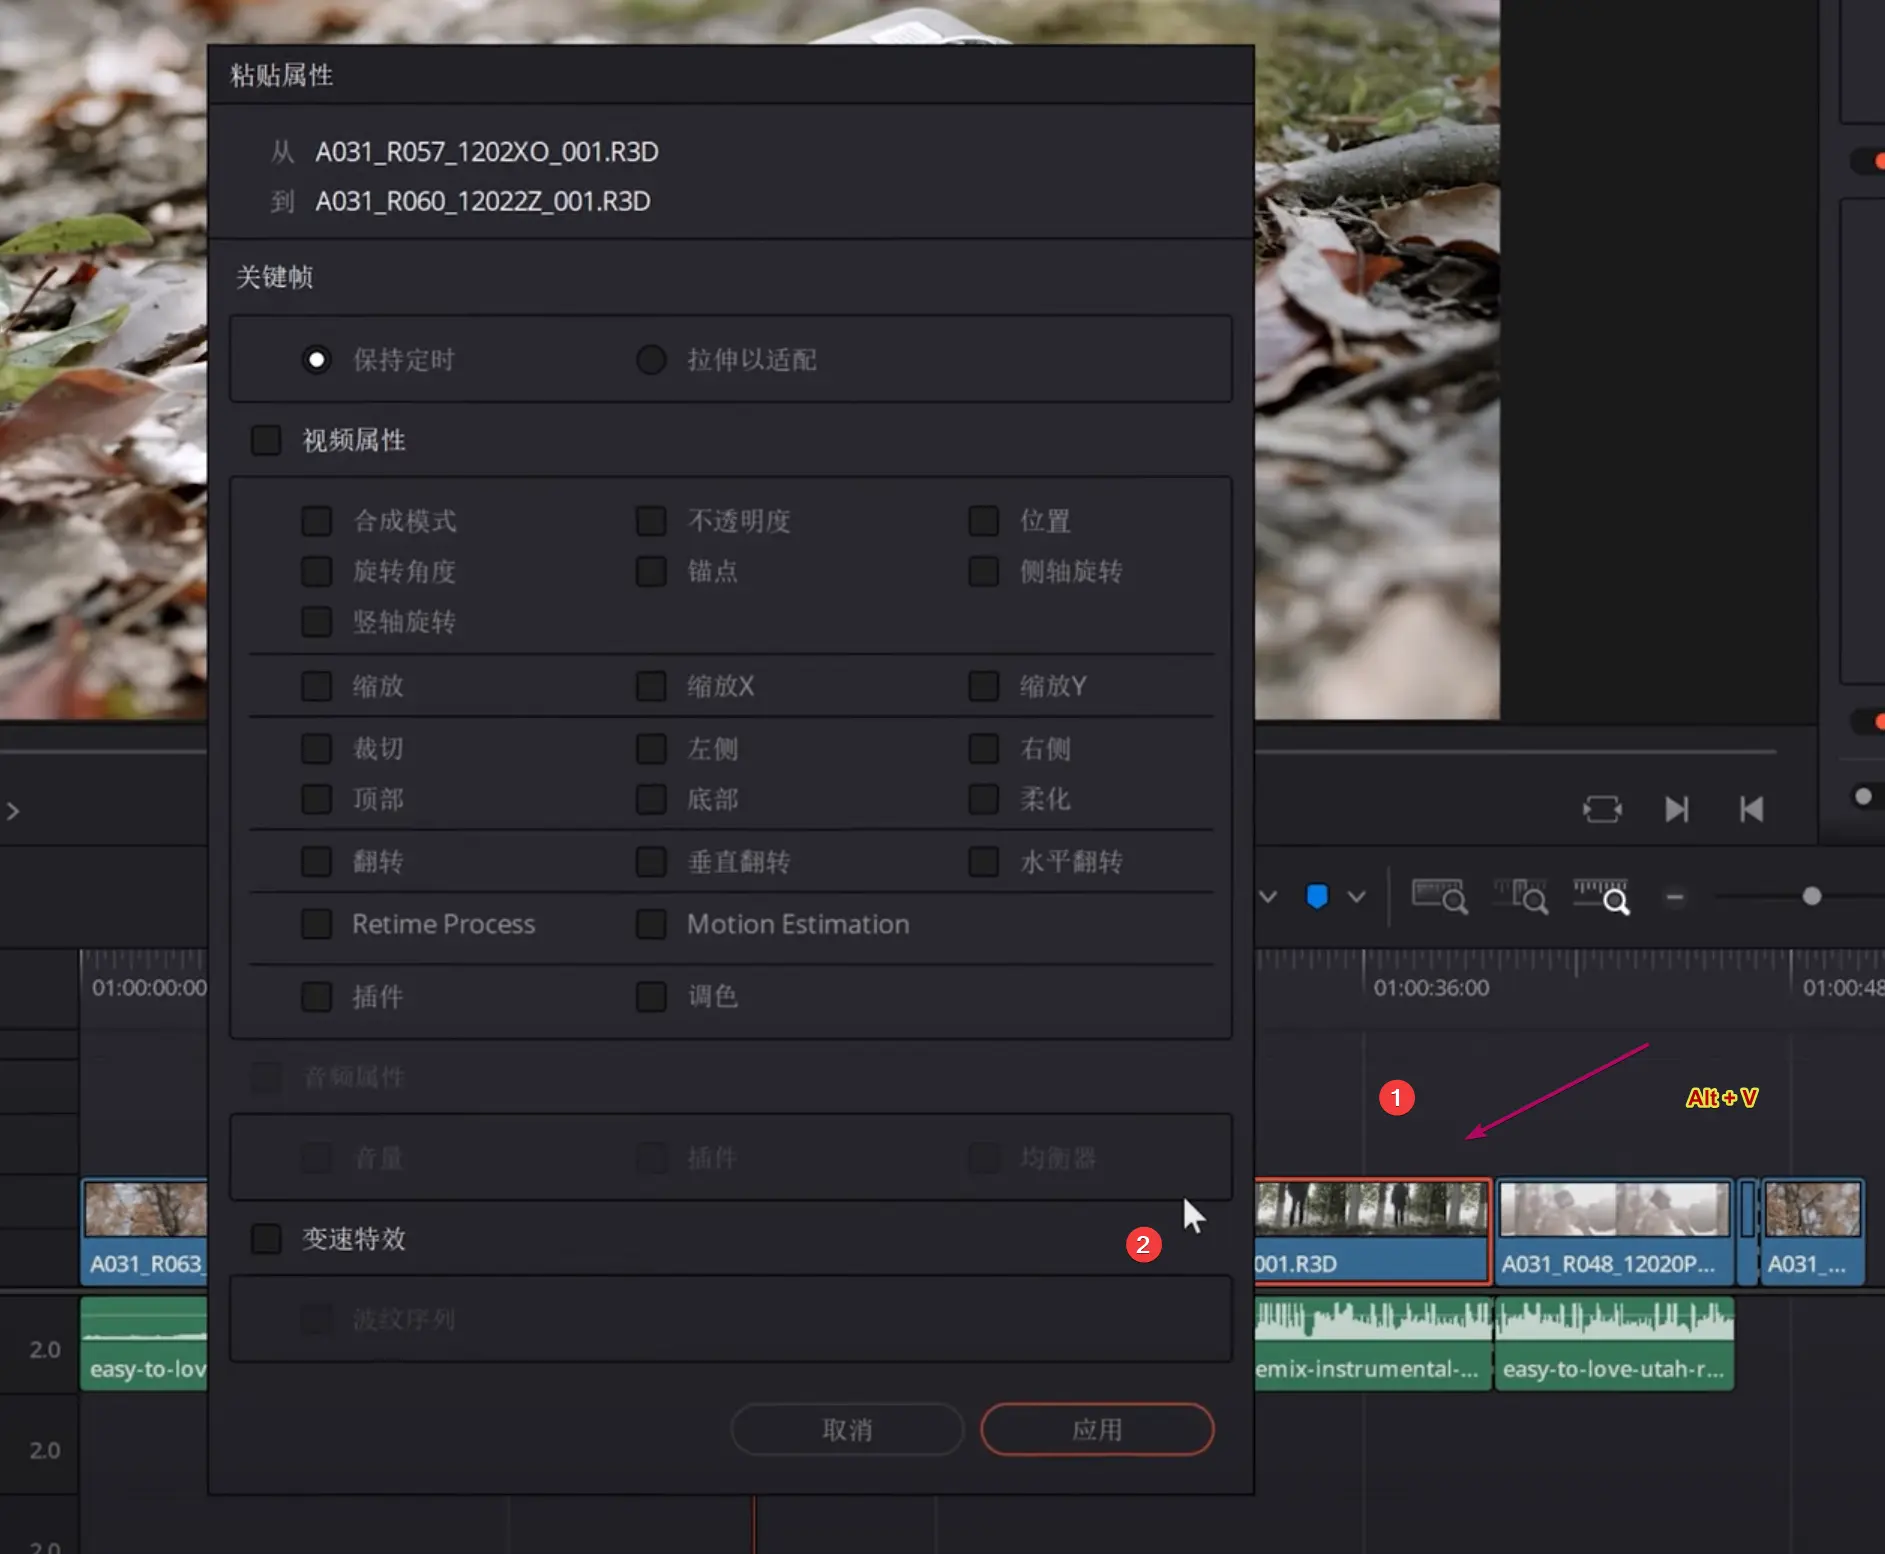 粘贴属性
从 A031_R057_1202XO_001.R3D
到 A031_R060_12022Z_001.R3D
关键帧
保持定时 拉伸以适配
视频属性
合成模式 不透明度 位置
旋转角度 锚点 侧轴旋转
竖轴旋转
缩放 缩放X 缩放Y
裁切 左侧 右侧
顶部 底部 柔化
翻转 垂直翻转 水平翻转
Retime Process Motion Estimation
插件 调色
音频属性
音量 插件 均衡器
变速特效
波纹序列
取消 应用
01:00:00:00 01:00:36:00 01:00:48
1 Alt + V
2
A031_R063_ 001.R3D A031_R048_12020P... A031_...
2.0
easy-to-lov emix-instrumental-... easy-to-love-utah-r...
2.0
2.0